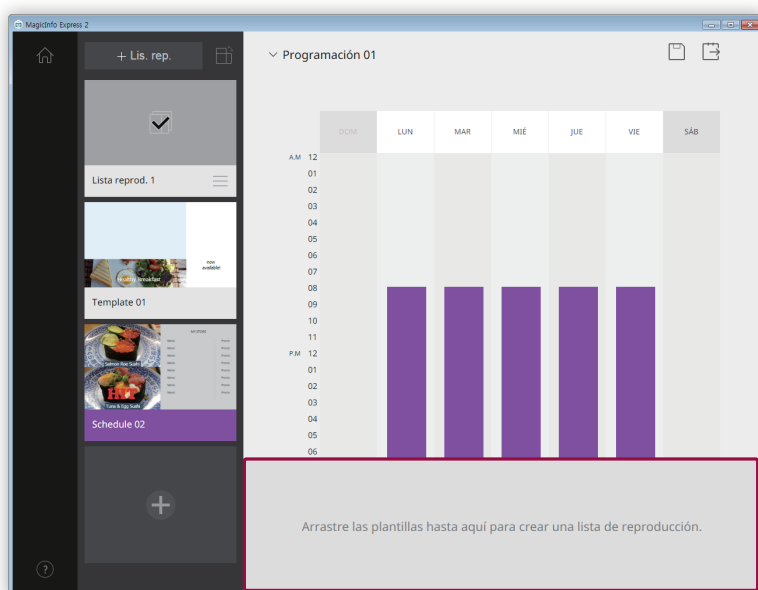 MagicInfo Express 2
+ Lis. rep.
Lista reprod. 1
Healthy Breakfast
now
available!
Template 01
Salmon Roe Sushi
HIT
Tuna & Egg Sushi
Schedule 02
?
Programación 01
DOM LUN MAR MIÉ JUE VIE SÁB
A.M 12
01
02
03
04
05
06
07
08
09
10
11
P.M 12
01
02
03
04
05
06
Arrastre las plantillas hasta aquí para crear una lista de reproducción.